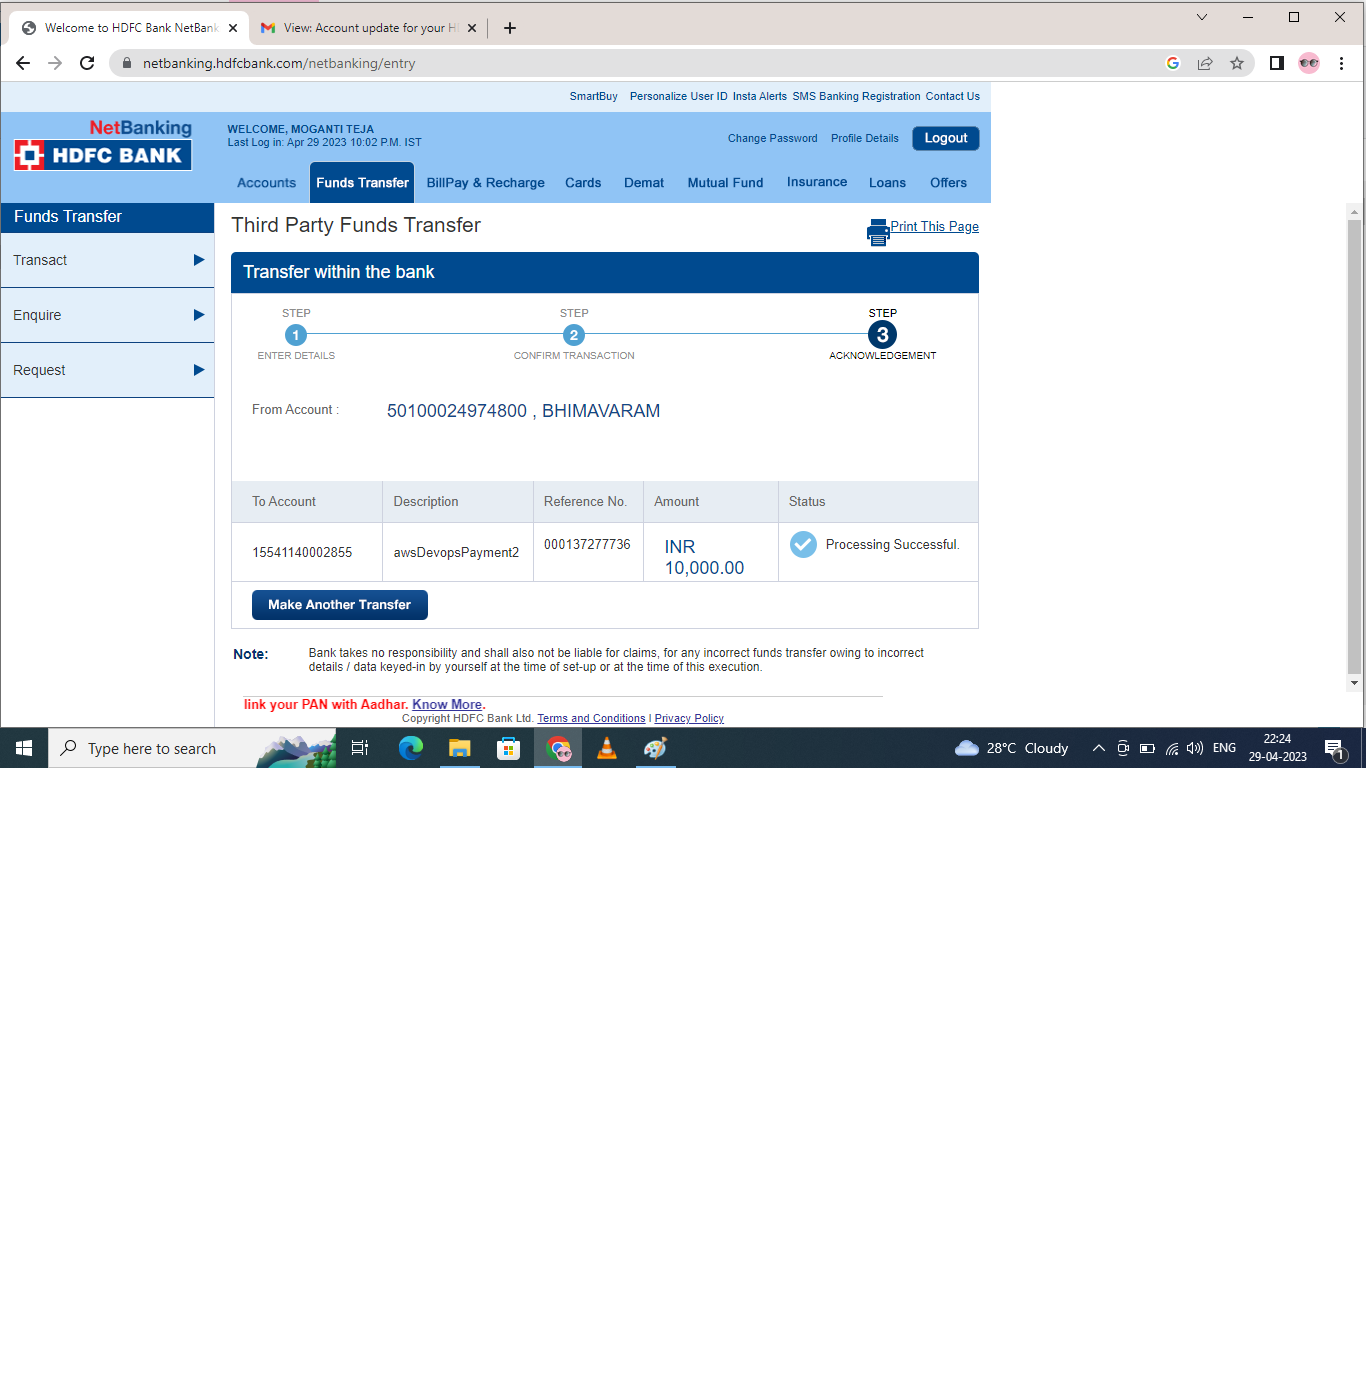 Welcome to HDFC Bank NetBank
View: Account update for your H
netbanking.hdfcbank.com/netbanking/entry
SmartBuy Personalize User ID Insta Alerts SMS Banking Registration Contact Us
NetBanking
HDFC BANK
WELCOME, MOGANTI TEJA
Last Log in: Apr 29 2023 10:02 P.M. IST
Change Password Profile Details Logout
Accounts Funds Transfer BillPay & Recharge Cards Demat Mutual Fund Insurance Loans Offers
Funds Transfer
Transact
Enquire
Request
Third Party Funds Transfer
Print This Page
Transfer within the bank
STEP STEP STEP
1 2 3
ENTER DETAILS CONFIRM TRANSACTION ACKNOWLEDGEMENT
From Account : 50100024974800 , BHIMAVARAM
To Account Description Reference No. Amount Status
15541140002855 awsDevopsPayment2 000137277736 INR 10,000.00 Processing Successful.
Make Another Transfer
Note: Bank takes no responsibility and shall also not be liable for claims, for any incorrect funds transfer owing to incorrect
details / data keyed-in by yourself at the time of set-up or at the time of this execution.
link your PAN with Aadhar. Know More.
Copyright HDFC Bank Ltd. Terms and Conditions I Privacy Policy
Type here to search
28°C Cloudy
ENG
22:24
29-04-2023
1